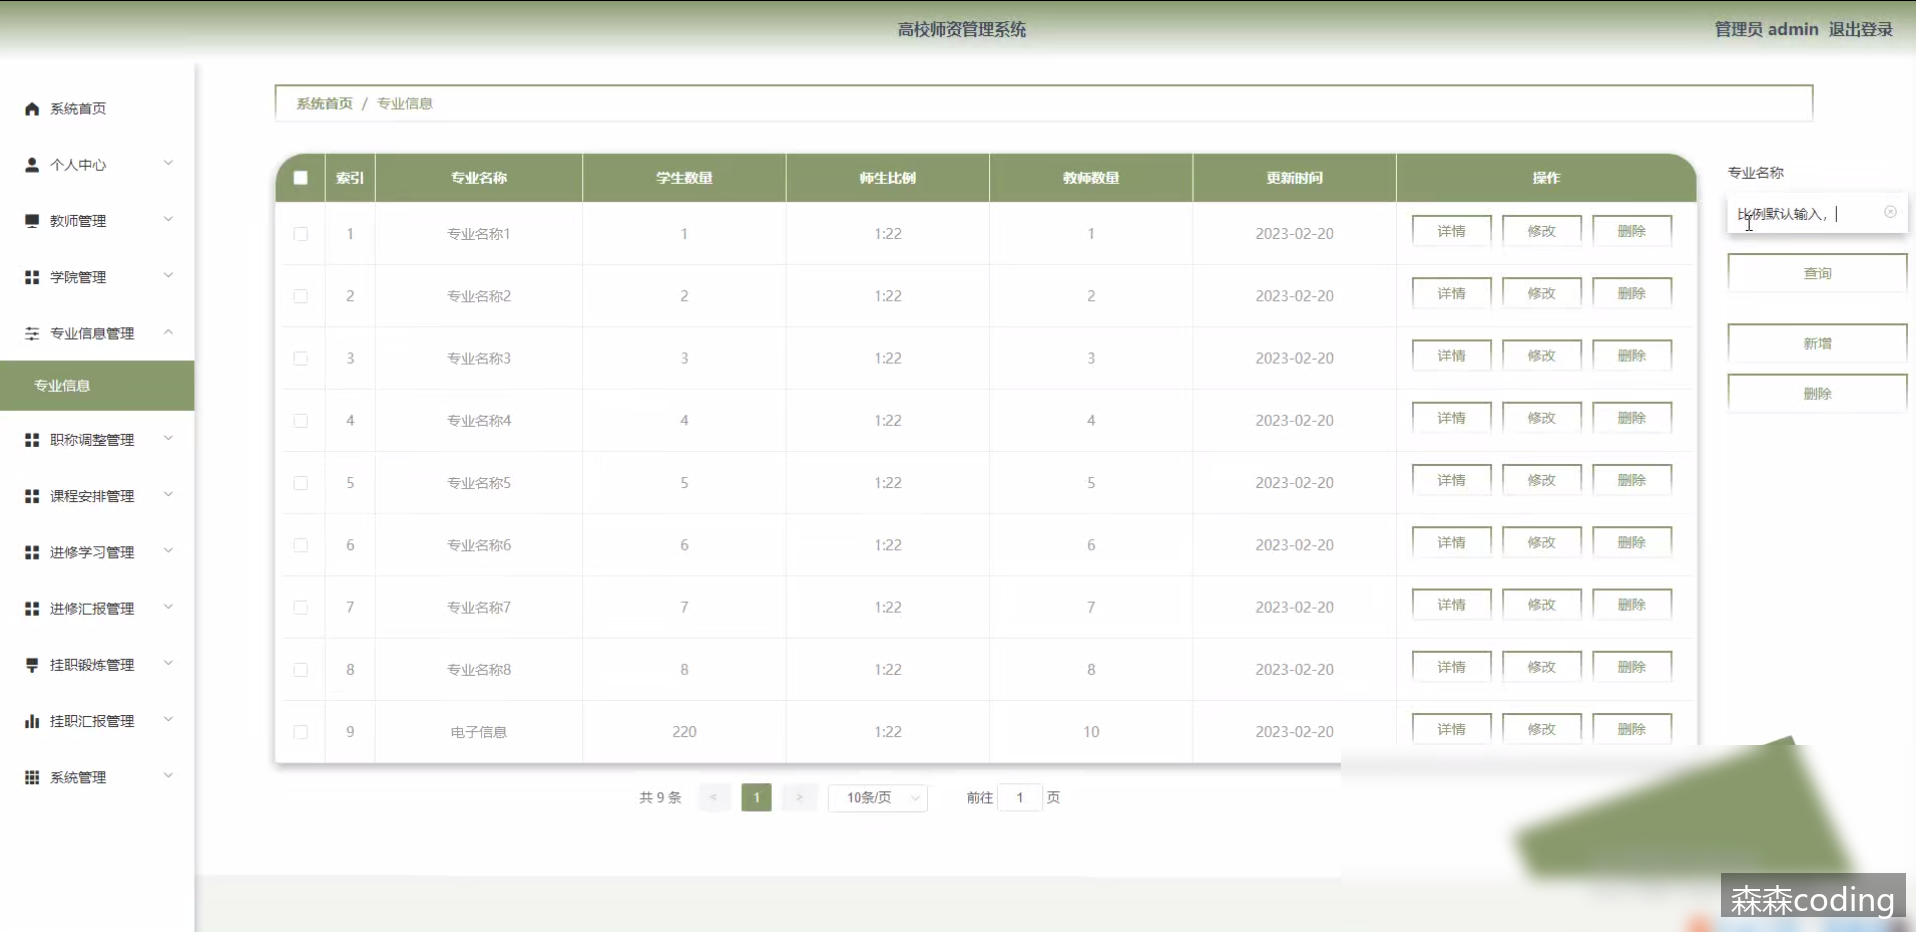 高校师资管理系统
管理员 admin 退出登录
系统首页
个人中心
教师管理
学院管理
专业信息管理
专业信息
职称调整管理
课程安排管理
进修学习管理
进修汇报管理
挂职锻炼管理
挂职汇报管理
系统管理
系统首页 / 专业信息
索引 专业名称 学生数量 师生比例 教师数量 更新时间 操作
1 专业名称1 1 1:22 1 2023-02-20 详情 修改 删除
2 专业名称2 2 1:22 2 2023-02-20 详情 修改 删除
3 专业名称3 3 1:22 3 2023-02-20 详情 修改 删除
4 专业名称4 4 1:22 4 2023-02-20 详情 修改 删除
5 专业名称5 5 1:22 5 2023-02-20 详情 修改 删除
6 专业名称6 6 1:22 6 2023-02-20 详情 修改 删除
7 专业名称7 7 1:22 7 2023-02-20 详情 修改 删除
8 专业名称8 8 1:22 8 2023-02-20 详情 修改 删除
9 电子信息 220 1:22 10 2023-02-20 详情 修改 删除
共 9 条 < 1 > 10条/页 前往 1 页
专业名称
比例默认输入，
查询
新增
删除
森森coding